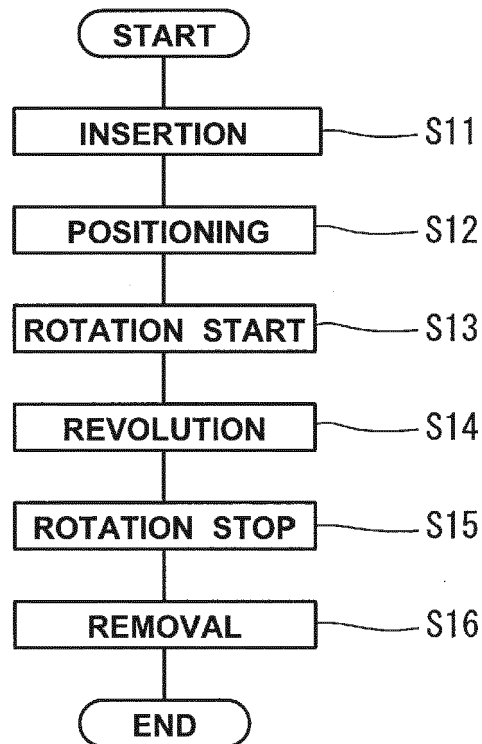 START
INSERTION S11
POSITIONING S12
ROTATION START S13
REVOLUTION S14
ROTATION STOP S15
REMOVAL S16
END